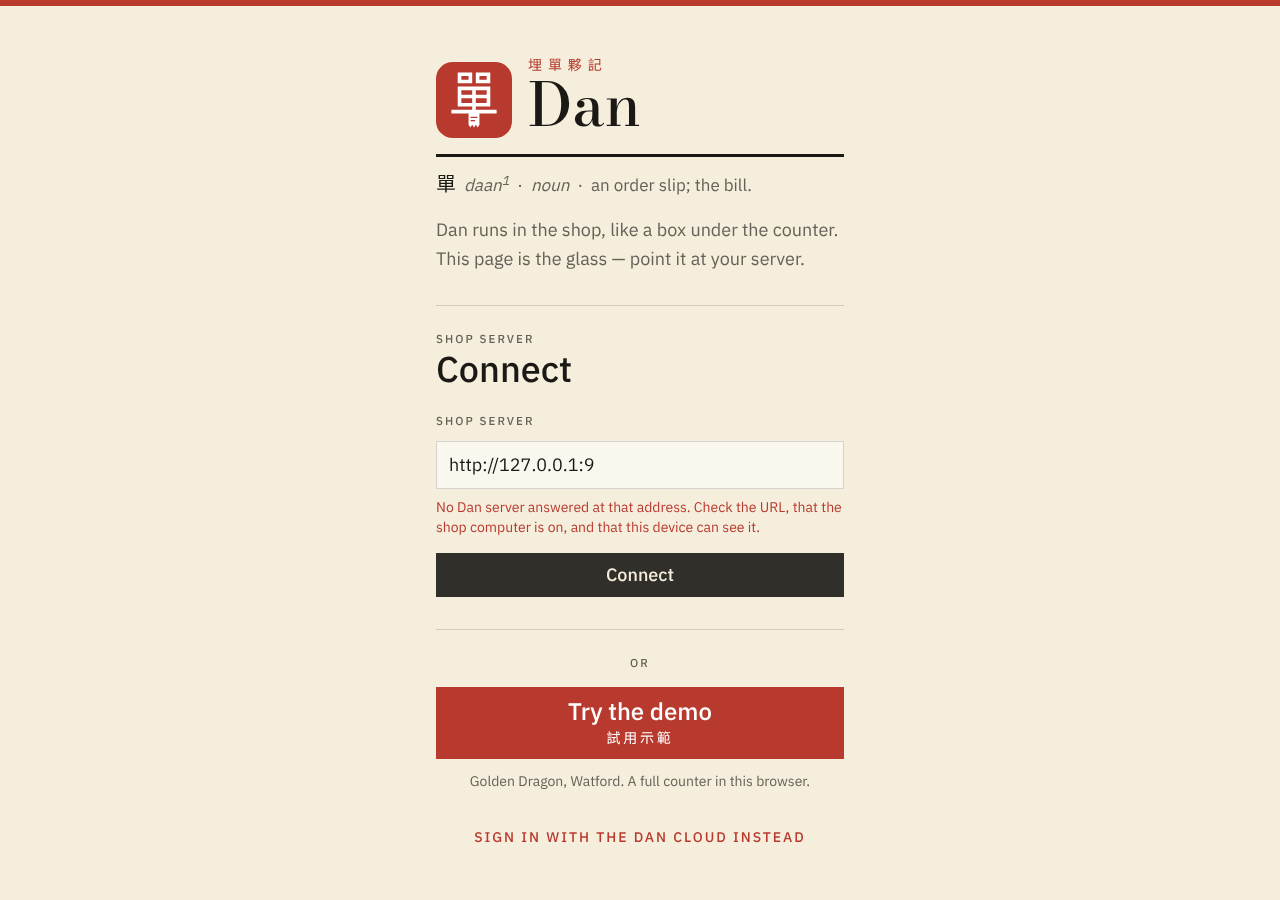 單
埋單夥記
Dan
單 daan¹ · noun · an order slip; the bill.
Dan runs in the shop, like a box under the counter.
This page is the glass — point it at your server.
SHOP SERVER
Connect
SHOP SERVER
http://127.0.0.1:9
No Dan server answered at that address. Check the URL, that the
shop computer is on, and that this device can see it.
Connect
OR
Try the demo
試用示範
Golden Dragon, Watford. A full counter in this browser.
SIGN IN WITH THE DAN CLOUD INSTEAD